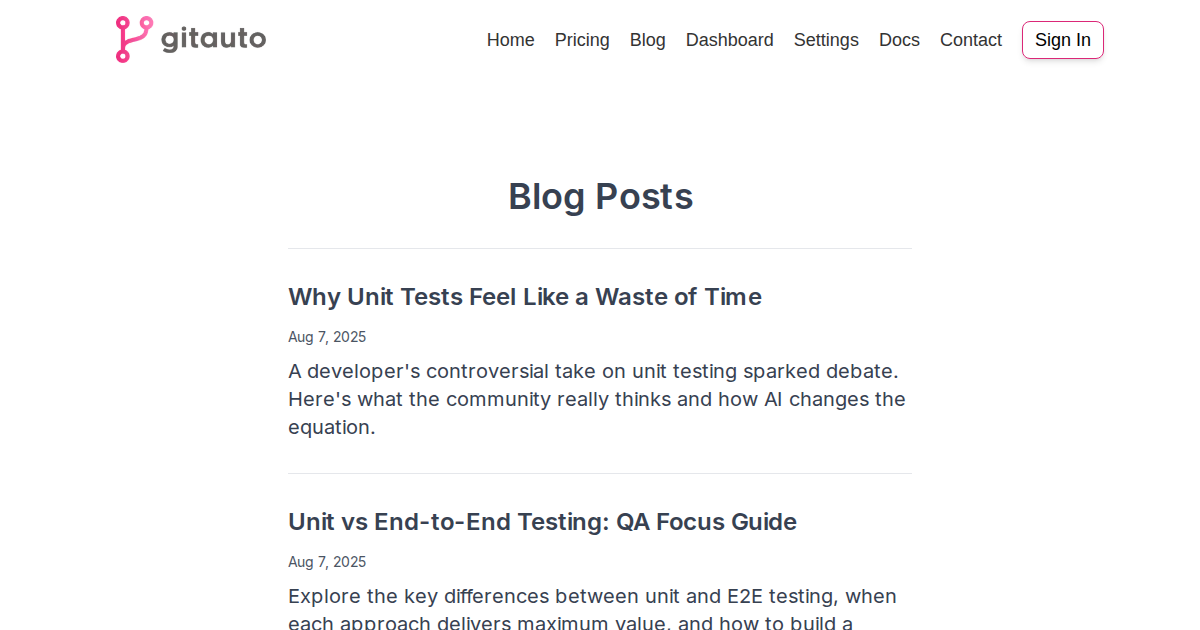 gitauto
Home Pricing Blog Dashboard Settings Docs Contact Sign In
Blog Posts
Why Unit Tests Feel Like a Waste of Time
Aug 7, 2025
A developer's controversial take on unit testing sparked debate.
Here's what the community really thinks and how AI changes the
equation.
Unit vs End-to-End Testing: QA Focus Guide
Aug 7, 2025
Explore the key differences between unit and E2E testing, when
each approach delivers maximum value, and how to build a